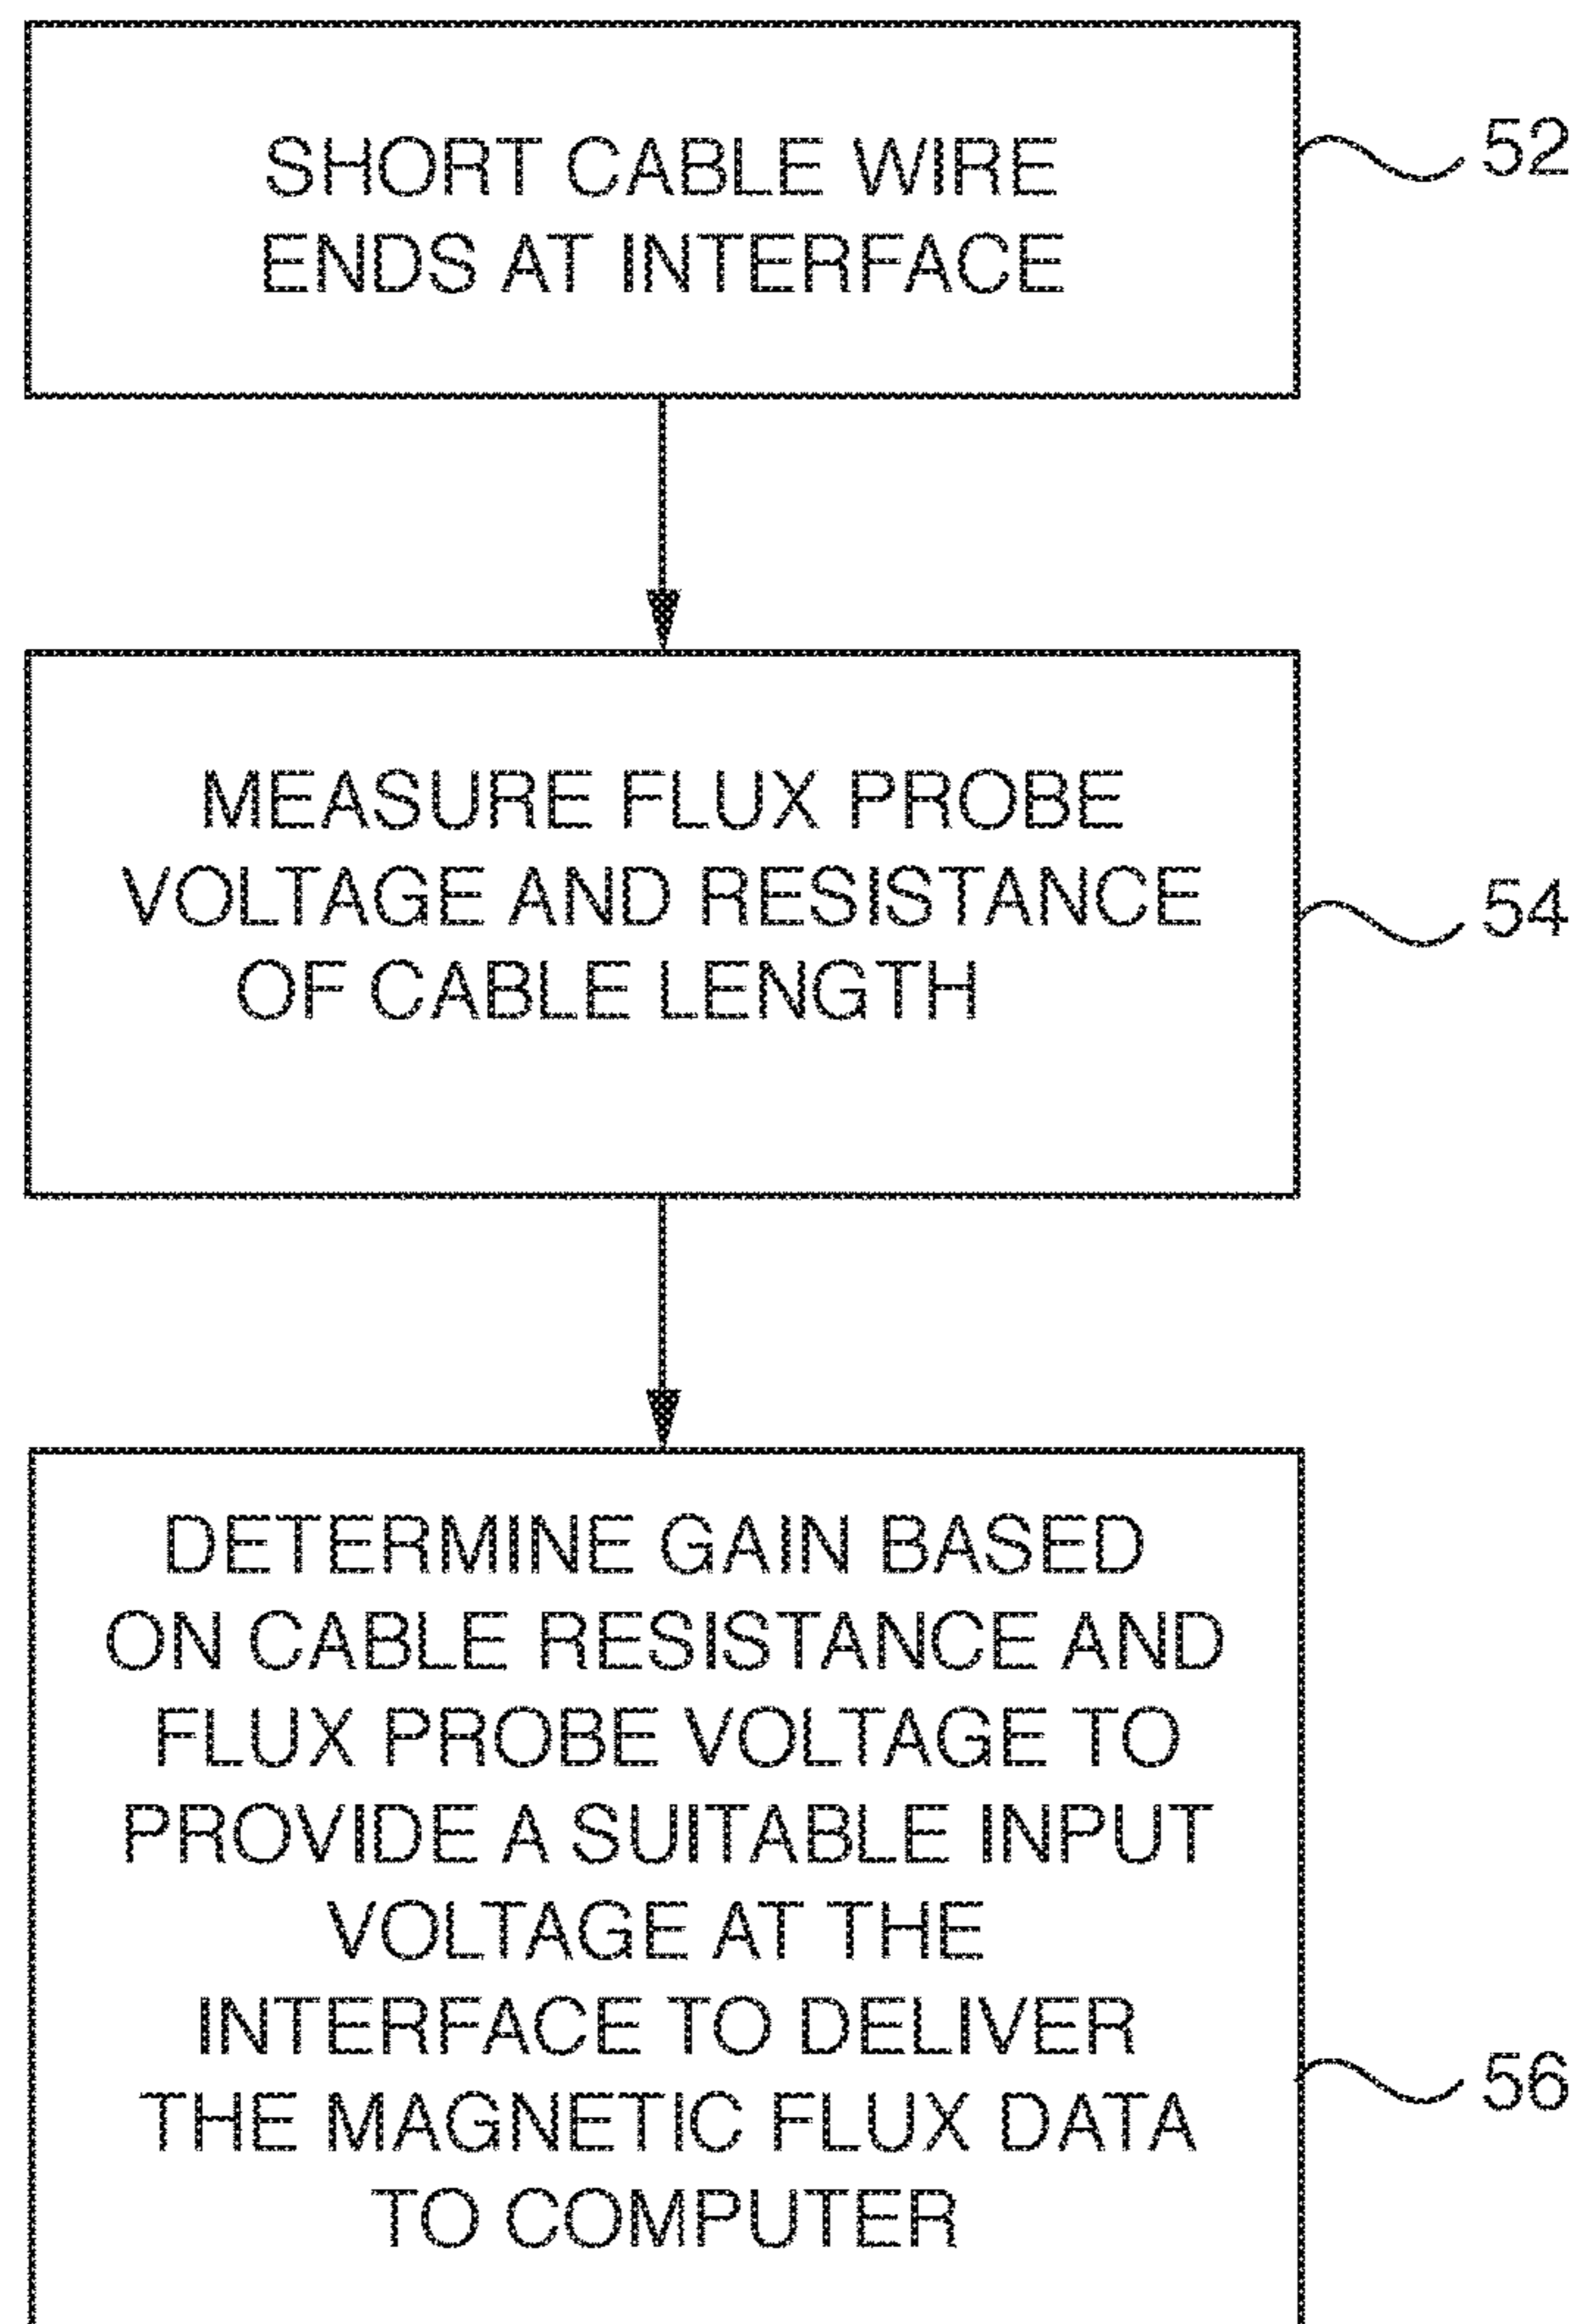 SHORT CABLE WIRE
ENDS AT INTERFACE
52
MEASURE FLUX PROBE
VOLTAGE AND RESISTANCE
OF CABLE LENGTH
54
DETERMINE GAIN BASED
ON CABLE RESISTANCE AND
FLUX PROBE VOLTAGE TO
PROVIDE A SUITABLE INPUT
VOLTAGE AT THE
INTERFACE TO DELIVER
THE MAGNETIC FLUX DATA
TO COMPUTER
56